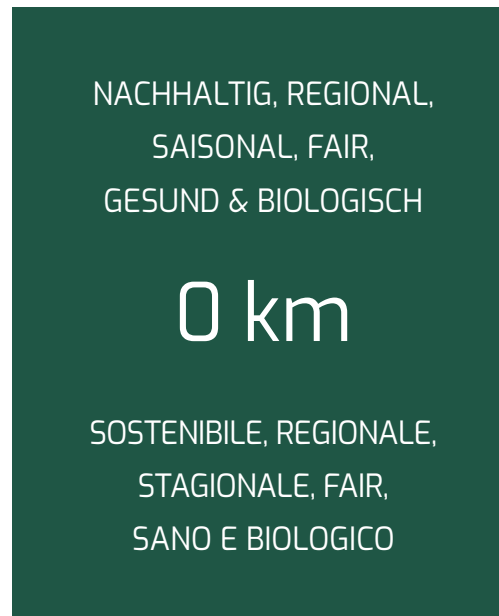 NACHHALTIG, REGIONAL,
SAISONAL, FAIR,
GESUND & BIOLOGISCH
0 km
SOSTENIBILE, REGIONALE,
STAGIONALE, FAIR,
SANO E BIOLOGICO